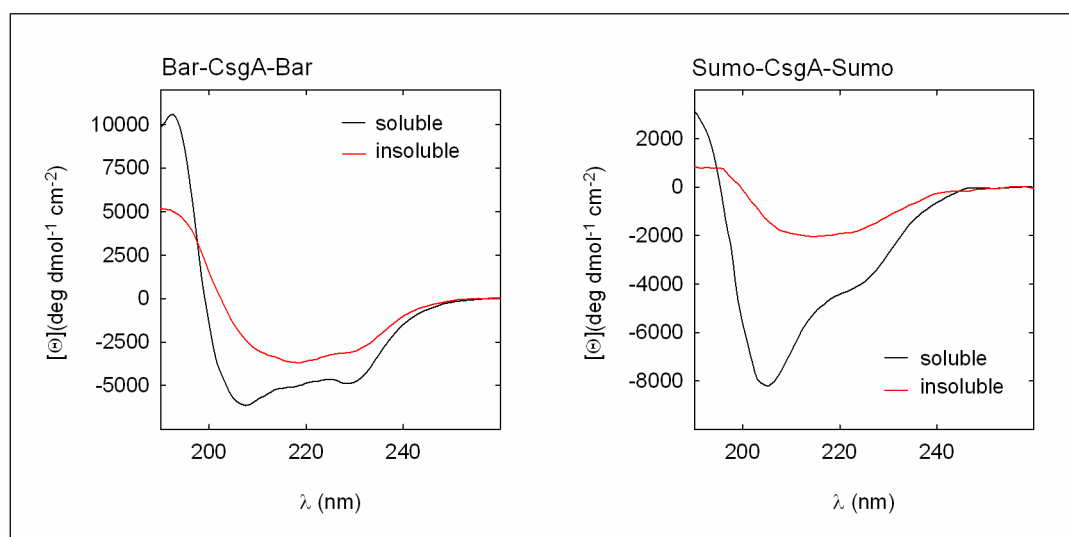 Bar-CsgA-Bar
soluble
insoluble
10000
7500
5000
2500
0
-2500
-5000
[Θ](deg dmol-1 cm-2)
200
220
240
λ (nm)
Sumo-CsgA-Sumo
2000
0
-2000
-4000
-6000
-8000
[Θ](deg dmol-1 cm-2)
soluble
insoluble
200
220
240
λ (nm)